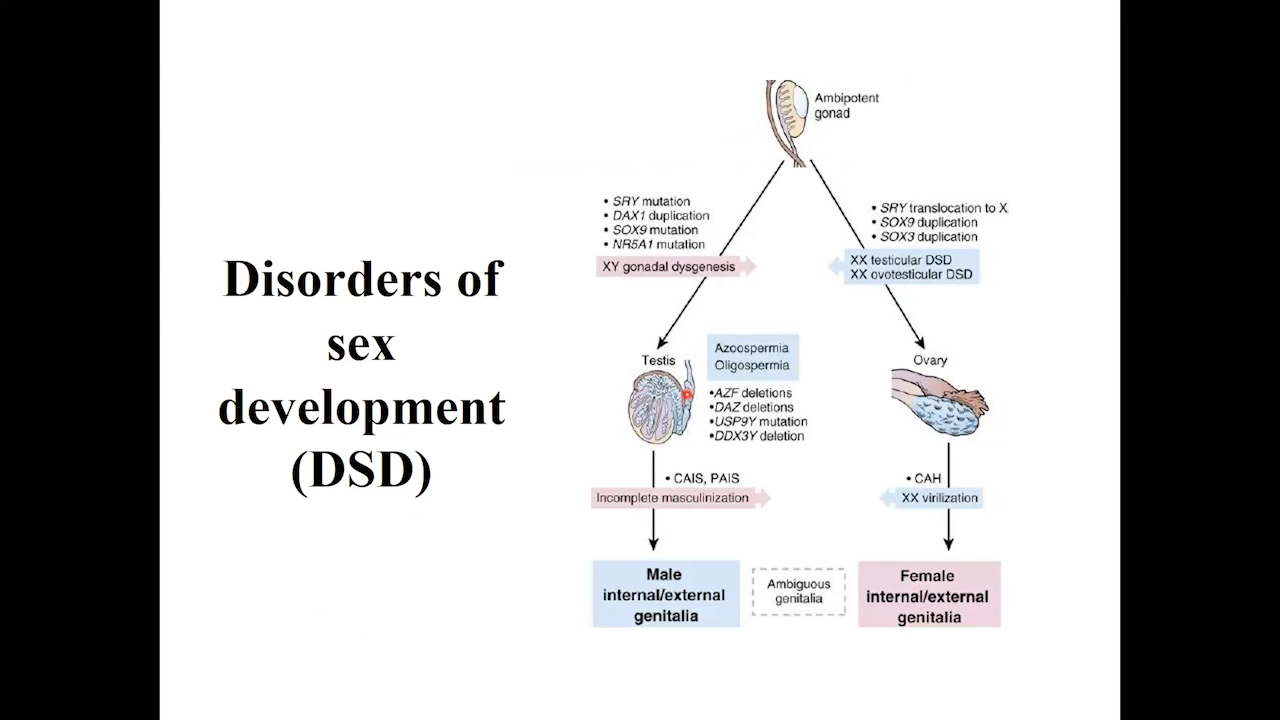 Disorders of
sex
development
(DSD)
Ambipotent
gonad
• SRY mutation
• DAX1 duplication
• SOX9 mutation
• NR5A1 mutation
XY gonadal dysgenesis
• SRY translocation to X
• SOX9 duplication
• SOX3 duplication
XX testicular DSD
XX ovotesticular DSD
Testis
Azoospermia
Oligospermia
•AZF deletions
•DAZ deletions
•USP9Y mutation
•DDX3Y deletion
Ovary
• CAIS, PAIS
Incomplete masculinization
• CAH
XX virilization
Male
internal/external
genitalia
Ambiguous
genitalia
Female
internal/external
genitalia